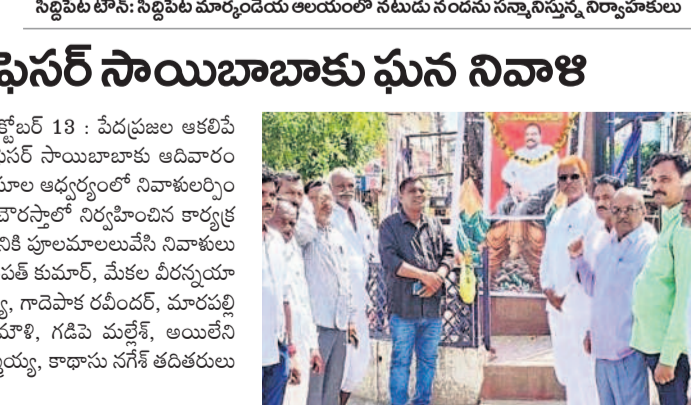 సిద్దిపేట టౌన్: సిద్దిపేట మార్కండేయ ఆలయంలో నటుడు నందను సన్మానిస్తున్న నిర్వాహకులు
ఫెసర్ సాయిబాబాకు ఘన నివాళి
క్టోబర్ 13 : పేదప్రజల ఆకలిపే
సర్ సాయిబాబాకు ఆదివారం
ఘాల ఆధ్వర్యంలో నివాళులర్పిం
చౌరస్తాలో నిర్వహించిన కార్యక్ర
నికి పూలమాలలువేసి నివాళులు
పత్ కుమార్, మేకల వీరన్నయా
గాదెపాక రవీందర్, మారపల్లి
మౌళి, గడిపె మల్లేశ్, అయిలేని
య్య, కాథాసు నగేశ్ తదితరులు